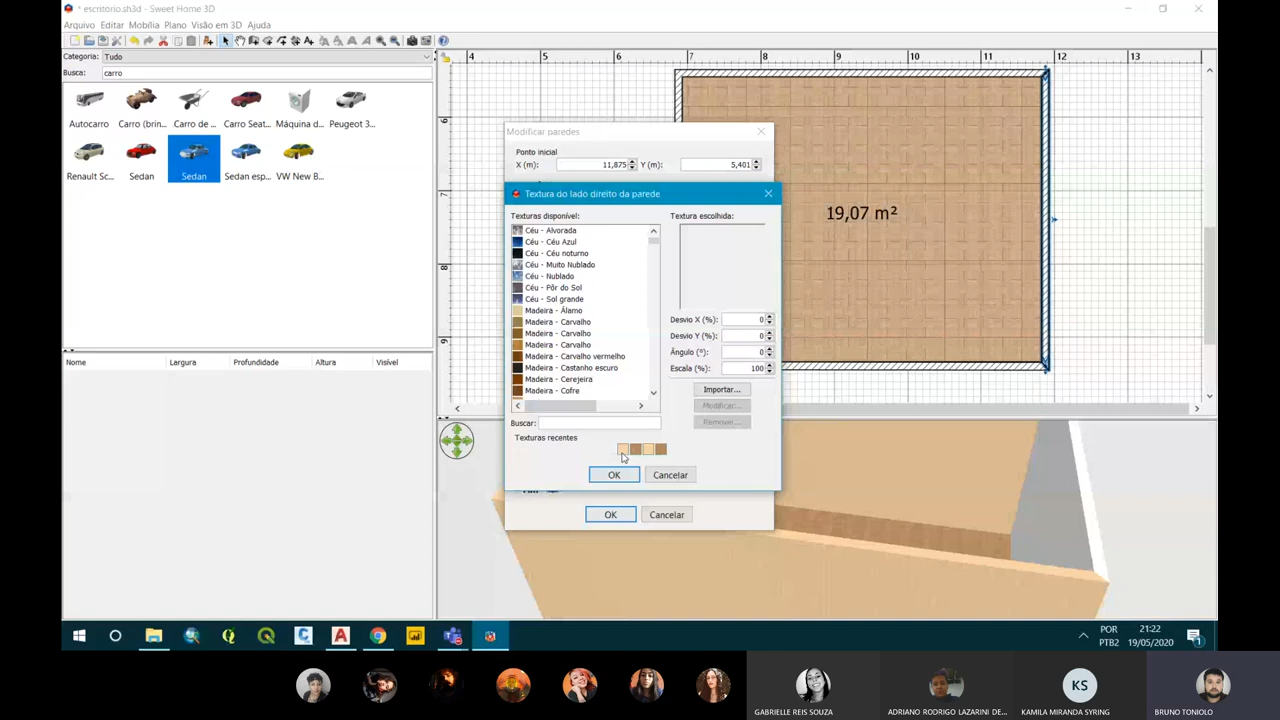 * escritorio.sh3d - Sweet Home 3D
Arquivo Editar Mobília Plano Visão em 3D Ajuda
Categoria: Tudo
Busca: carro
Autocarro Carro (brin... Carro de ... Carro Seat... Máquina d... Peugeot 3...
Renault Sc... Sedan Sedan Sedan esp... VW New B...
Nome Largura Profundidade Altura Visível
4 5 6 7 8 9 10 11 12 13
6
7
8
9
19,07 m²
Modificar paredes
Ponto inicial
X (m): 11,875 Y (m): 5,401
Textura do lado direito da parede
Texturas disponível: Textura escolhida:
Céu - Alvorada
Céu - Céu Azul
Céu - Céu noturno
Céu - Muito Nublado
Céu - Nublado
Céu - Pôr do Sol
Céu - Sol grande
Madeira - Álamo
Madeira - Carvalho
Madeira - Carvalho
Madeira - Carvalho
Madeira - Carvalho vermelho
Madeira - Castanho escuro
Madeira - Cerejeira
Madeira - Cofre
Desvio X (%): 0
Desvio Y (%): 0
Ângulo (º): 0
Escala (%): 100
Importar...
Modificar...
Remover...
Buscar:
Texturas recentes
OK Cancelar
OK Cancelar
POR
PTB2
21:22
19/05/2020
1
KS
GABRIELLE REIS SOUZA
ADRIANO RODRIGO LAZARINI DE...
KAMILA MIRANDA SYRING
BRUNO TONIOLO